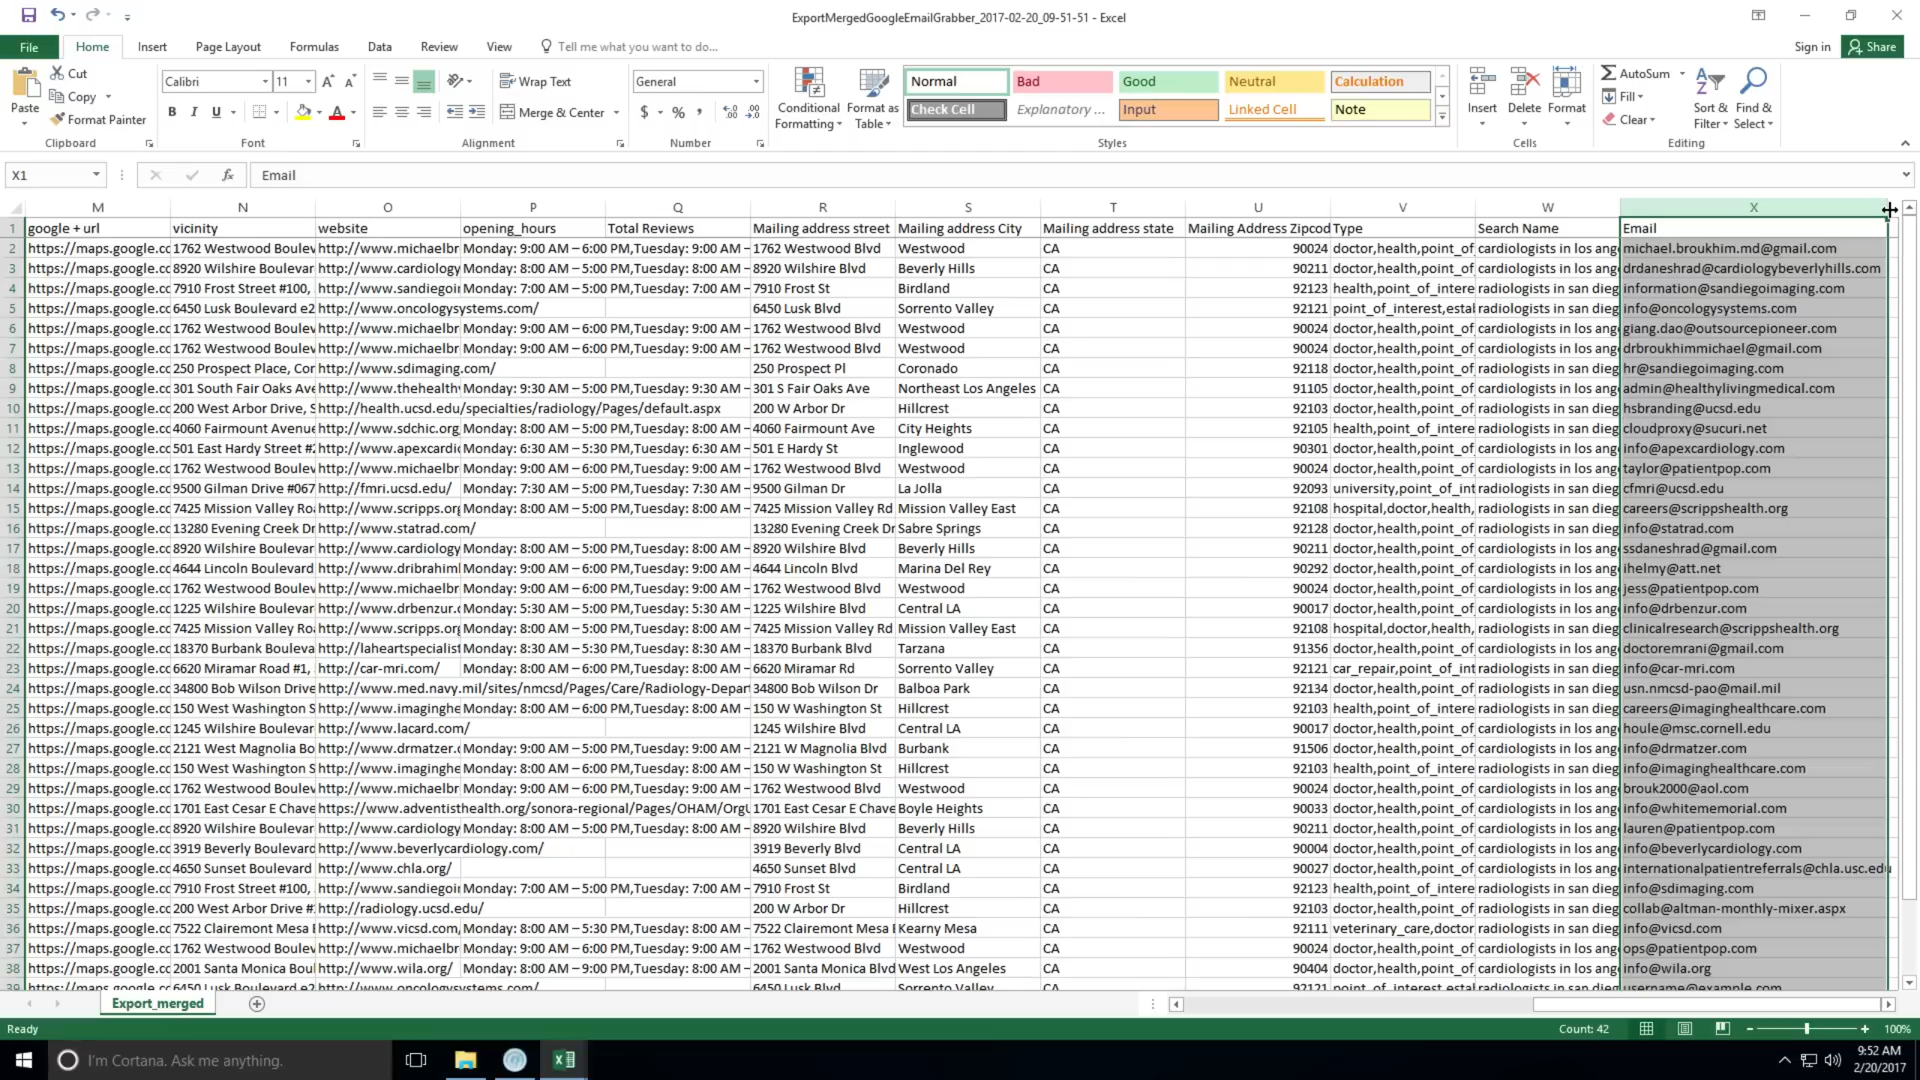 ExportMergedGoogleEmailGrabber_2017-02-20_09-51-51 - Excel
File Home Insert Page Layout Formulas Data Review View Tell me what you want to do... Sign in Share
Paste Cut Copy Format Painter Clipboard
Calibri 11 B I U A Font
Wrap Text Merge & Center Alignment
General $ % , Number
Conditional Formatting Format as Table
Normal Bad Good Neutral Calculation
Check Cell Explanatory ... Input Linked Cell Note
Styles
Insert Delete Format Cells
AutoSum Fill Clear Sort & Filter Find & Select Editing
X1 fx Email
M N O P Q R S T U V W X
1 google + url vicinity website opening_hours Total Reviews Mailing address street Mailing address City Mailing address state Mailing Address Zipcod Type Search Name Email
2 https://maps.google.cc 1762 Westwood Boulev http://www.michaelbr Monday: 9:00 AM – 6:00 PM,Tuesday: 9:00 AM – 1762 Westwood Blvd Westwood CA 90024 doctor,health,point_of cardiologists in los ang michael.broukhim.md@gmail.com
3 https://maps.google.cc 8920 Wilshire Boulevar http://www.cardiology Monday: 8:00 AM – 5:00 PM,Tuesday: 8:00 AM – 8920 Wilshire Blvd Beverly Hills CA 90211 doctor,health,point_of cardiologists in los ang drdaneshrad@cardiologybeverlyhills.com
4 https://maps.google.cc 7910 Frost Street #100, http://www.sandiegoir Monday: 7:00 AM – 5:00 PM,Tuesday: 7:00 AM – 7910 Frost St Birdland CA 92123 health,point_of_intere radiologists in san dieg information@sandiegoimaging.com
5 https://maps.google.cc 6450 Lusk Boulevard e2 http://www.oncologysystems.com/ 6450 Lusk Blvd Sorrento Valley CA 92121 point_of_interest,estal radiologists in san dieg info@oncologysystems.com
6 https://maps.google.cc 1762 Westwood Boulev http://www.michaelbr Monday: 9:00 AM – 6:00 PM,Tuesday: 9:00 AM – 1762 Westwood Blvd Westwood CA 90024 doctor,health,point_of cardiologists in los ang giang.dao@outsourcepioneer.com
7 https://maps.google.cc 1762 Westwood Boulev http://www.michaelbr Monday: 9:00 AM – 6:00 PM,Tuesday: 9:00 AM – 1762 Westwood Blvd Westwood CA 90024 doctor,health,point_of cardiologists in los ang drbroukhimmichael@gmail.com
8 https://maps.google.cc 250 Prospect Place, Cor http://www.sdimaging.com/ 250 Prospect Pl Coronado CA 92118 doctor,health,point_of radiologists in san dieg hr@sandiegoimaging.com
9 https://maps.google.cc 301 South Fair Oaks Ave http://www.thehealthy Monday: 9:30 AM – 5:00 PM,Tuesday: 9:30 AM – 301 S Fair Oaks Ave Northeast Los Angeles CA 91105 doctor,health,point_of cardiologists in los ang admin@healthylivingmedical.com
10 https://maps.google.cc 200 West Arbor Drive, S http://health.ucsd.edu/specialties/radiology/Pages/default.aspx 200 W Arbor Dr Hillcrest CA 92103 doctor,health,point_of radiologists in san dieg hsbranding@ucsd.edu
11 https://maps.google.cc 4060 Fairmount Avenue http://www.sdchic.org Monday: 8:00 AM – 5:00 PM,Tuesday: 8:00 AM – 4060 Fairmount Ave City Heights CA 92105 health,point_of_intere radiologists in san dieg cloudproxy@sucuri.net
12 https://maps.google.cc 501 East Hardy Street #2 http://www.apexcardic Monday: 6:30 AM – 5:30 PM,Tuesday: 6:30 AM – 501 E Hardy St Inglewood CA 90301 doctor,health,point_of cardiologists in los ang info@apexcardiology.com
13 https://maps.google.cc 1762 Westwood Boulev http://www.michaelbr Monday: 9:00 AM – 6:00 PM,Tuesday: 9:00 AM – 1762 Westwood Blvd Westwood CA 90024 doctor,health,point_of cardiologists in los ang taylor@patientpop.com
14 https://maps.google.cc 9500 Gilman Drive #067 http://fmri.ucsd.edu/ Monday: 7:30 AM – 5:00 PM,Tuesday: 7:30 AM – 9500 Gilman Dr La Jolla CA 92093 university,point_of_int radiologists in san dieg cfmri@ucsd.edu
15 https://maps.google.cc 7425 Mission Valley Ro http://www.scripps.org Monday: 8:00 AM – 5:00 PM,Tuesday: 8:00 AM – 7425 Mission Valley Rd Mission Valley East CA 92108 hospital,doctor,health, radiologists in san dieg careers@scrippshealth.org
16 https://maps.google.cc 13280 Evening Creek Dr http://www.statrad.com/ 13280 Evening Creek Dr Sabre Springs CA 92128 doctor,health,point_of radiologists in san dieg info@statrad.com
17 https://maps.google.cc 8920 Wilshire Boulevar http://www.cardiology Monday: 8:00 AM – 5:00 PM,Tuesday: 8:00 AM – 8920 Wilshire Blvd Beverly Hills CA 90211 doctor,health,point_of cardiologists in los ang ssdaneshrad@gmail.com
18 https://maps.google.cc 4644 Lincoln Boulevard http://www.dribrahiml Monday: 8:00 AM – 6:00 PM,Tuesday: 8:00 AM – 4644 Lincoln Blvd Marina Del Rey CA 90292 doctor,health,point_of cardiologists in los ang ihelmy@att.net
19 https://maps.google.cc 1762 Westwood Boulev http://www.michaelbr Monday: 9:00 AM – 6:00 PM,Tuesday: 9:00 AM – 1762 Westwood Blvd Westwood CA 90024 doctor,health,point_of cardiologists in los ang jess@patientpop.com
20 https://maps.google.cc 1225 Wilshire Boulevar http://www.drbenzur.c Monday: 5:30 AM – 5:30 PM,Tuesday: 5:30 AM – 1225 Wilshire Blvd Central LA CA 90017 doctor,health,point_of cardiologists in los ang info@drbenzur.com
21 https://maps.google.cc 7425 Mission Valley Ro http://www.scripps.org Monday: 8:00 AM – 5:00 PM,Tuesday: 8:00 AM – 7425 Mission Valley Rd Mission Valley East CA 92108 hospital,doctor,health, radiologists in san dieg clinicalresearch@scrippshealth.org
22 https://maps.google.cc 18370 Burbank Bouleva http://laheartspecialist Monday: 8:30 AM – 5:30 PM,Tuesday: 8:30 AM – 18370 Burbank Blvd Tarzana CA 91356 doctor,health,point_of cardiologists in los ang doctoremrani@gmail.com
23 https://maps.google.cc 6620 Miramar Road #1, http://car-mri.com/ Monday: 8:00 AM – 6:00 PM,Tuesday: 8:00 AM – 6620 Miramar Rd Sorrento Valley CA 92121 car_repair,point_of_int radiologists in san dieg info@car-mri.com
24 https://maps.google.cc 34800 Bob Wilson Drive http://www.med.navy.mil/sites/nmcsd/Pages/Care/Radiology-Depar 34800 Bob Wilson Dr Balboa Park CA 92134 doctor,health,point_of radiologists in san dieg usn.nmcsd-pao@mail.mil
25 https://maps.google.cc 150 West Washington S http://www.imaginghe Monday: 8:00 AM – 6:00 PM,Tuesday: 8:00 AM – 150 W Washington St Hillcrest CA 92103 health,point_of_intere radiologists in san dieg careers@imaginghealthcare.com
26 https://maps.google.cc 1245 Wilshire Boulevar http://www.lacard.com/ 1245 Wilshire Blvd Central LA CA 90017 doctor,health,point_of cardiologists in los ang houle@msc.cornell.edu
27 https://maps.google.cc 2121 West Magnolia Bo http://www.drmatzer.c Monday: 9:00 AM – 5:00 PM,Tuesday: 9:00 AM – 2121 W Magnolia Blvd Burbank CA 91506 doctor,health,point_of cardiologists in los ang info@drmatzer.com
28 https://maps.google.cc 150 West Washington S http://www.imaginghe Monday: 8:00 AM – 6:00 PM,Tuesday: 8:00 AM – 150 W Washington St Hillcrest CA 92103 health,point_of_intere radiologists in san dieg info@imaginghealthcare.com
29 https://maps.google.cc 1762 Westwood Boulev http://www.michaelbr Monday: 9:00 AM – 6:00 PM,Tuesday: 9:00 AM – 1762 Westwood Blvd Westwood CA 90024 doctor,health,point_of cardiologists in los ang brouk2000@aol.com
30 https://maps.google.cc 1701 East Cesar E Chave https://www.adventisthealth.org/sonora-regional/Pages/OHAM/OrgU 1701 East Cesar E Chave Boyle Heights CA 90033 doctor,health,point_of cardiologists in los ang info@whitememorial.com
31 https://maps.google.cc 8920 Wilshire Boulevar http://www.cardiology Monday: 8:00 AM – 5:00 PM,Tuesday: 8:00 AM – 8920 Wilshire Blvd Beverly Hills CA 90211 doctor,health,point_of cardiologists in los ang lauren@patientpop.com
32 https://maps.google.cc 3919 Beverly Boulevard http://www.beverlycardiology.com/ 3919 Beverly Blvd Central LA CA 90004 doctor,health,point_of cardiologists in los ang info@beverlycardiology.com
33 https://maps.google.cc 4650 Sunset Boulevard http://www.chla.org/ 4650 Sunset Blvd Central LA CA 90027 doctor,health,point_of cardiologists in los ang internationalpatientreferrals@chla.usc.edu
34 https://maps.google.cc 7910 Frost Street #100, http://www.sandiegoir Monday: 7:00 AM – 5:00 PM,Tuesday: 7:00 AM – 7910 Frost St Birdland CA 92123 health,point_of_intere radiologists in san dieg info@sdimaging.com
35 https://maps.google.cc 200 West Arbor Drive #: http://radiology.ucsd.edu/ 200 W Arbor Dr Hillcrest CA 92103 doctor,health,point_of radiologists in san dieg collab@altman-monthly-mixer.aspx
36 https://maps.google.cc 7522 Clairemont Mesa http://www.vicsd.com, Monday: 8:00 AM – 5:30 PM,Tuesday: 8:00 AM – 7522 Clairemont Mesa Kearny Mesa CA 92111 veterinary_care,doctor radiologists in san dieg info@vicsd.com
37 https://maps.google.cc 1762 Westwood Boulev http://www.michaelbr Monday: 9:00 AM – 6:00 PM,Tuesday: 9:00 AM – 1762 Westwood Blvd Westwood CA 90024 doctor,health,point_of cardiologists in los ang ops@patientpop.com
38 https://maps.google.cc 2001 Santa Monica Boul http://www.wila.org/ Monday: 8:00 AM – 9:00 PM,Tuesday: 8:00 AM – 2001 Santa Monica Blvd West Los Angeles CA 90404 doctor,health,point_of cardiologists in los ang info@wila.org
39 https://maps.google.cc 6450 Lusk Boulevard e2 http://www.oncologysystems.com/ 6450 Lusk Blvd Sorrento Valley CA 92121 point_of_interest,estal radiologists in san dieg username@example.com
Export_merged
Ready Count: 42 100%
I'm Cortana. Ask me anything. 9:52 AM
2/20/2017